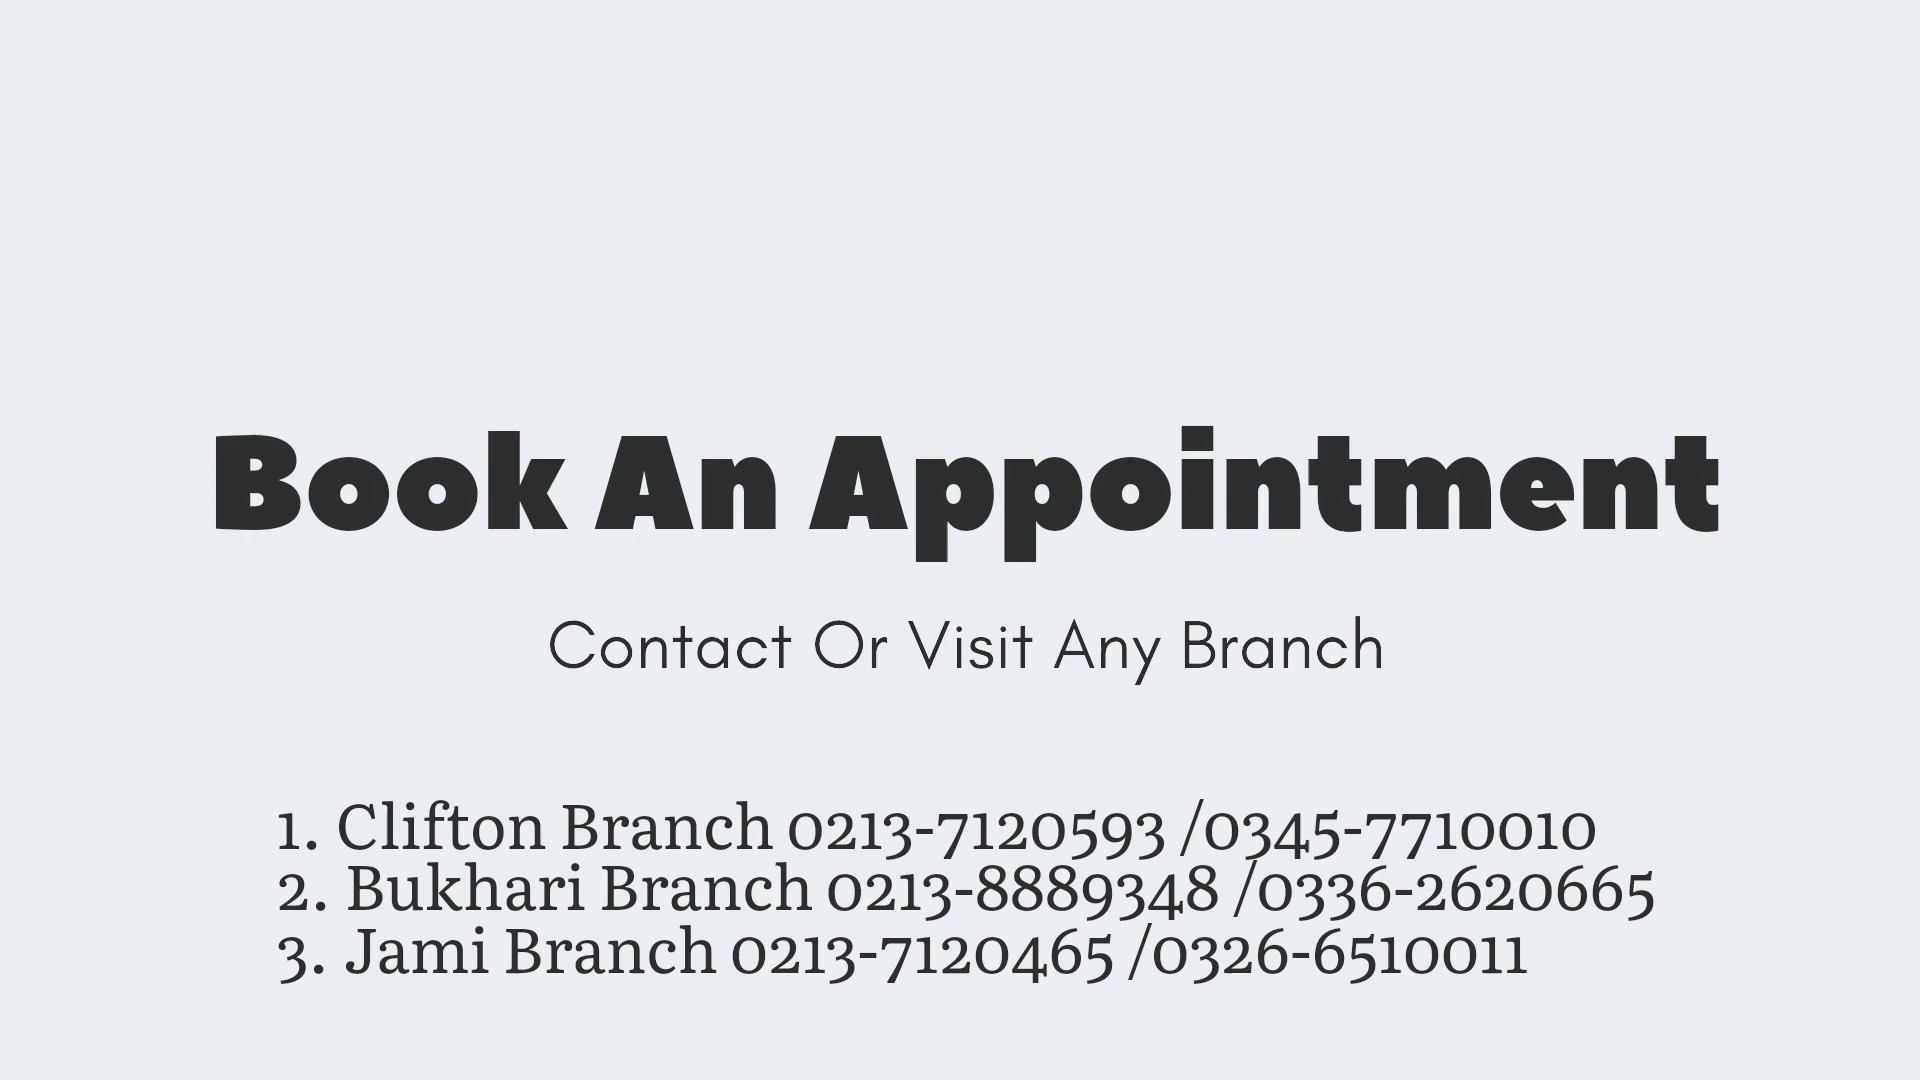 Book An Appointment
Contact Or Visit Any Branch
1. Clifton Branch 0213-7120593 /0345-7710010
2. Bukhari Branch 0213-8889348 /0336-2620665
3. Jami Branch 0213-7120465 /0326-6510011